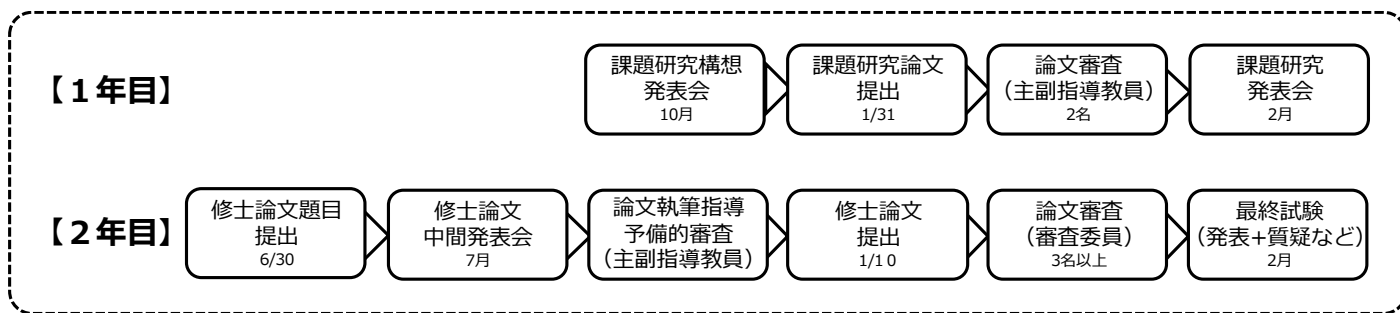 【１年目】
課題研究構想
発表会
10月
課題研究論文
提出
1/31
論文審査
（主副指導教員）
2名
課題研究
発表会
2月
【２年目】
修士論文題目
提出
6/30
修士論文
中間発表会
7月
論文執筆指導
予備的審査
（主副指導教員）
修士論文
提出
1/1０
論文審査
（審査委員）
3名以上
最終試験
（発表+質疑など）
2月